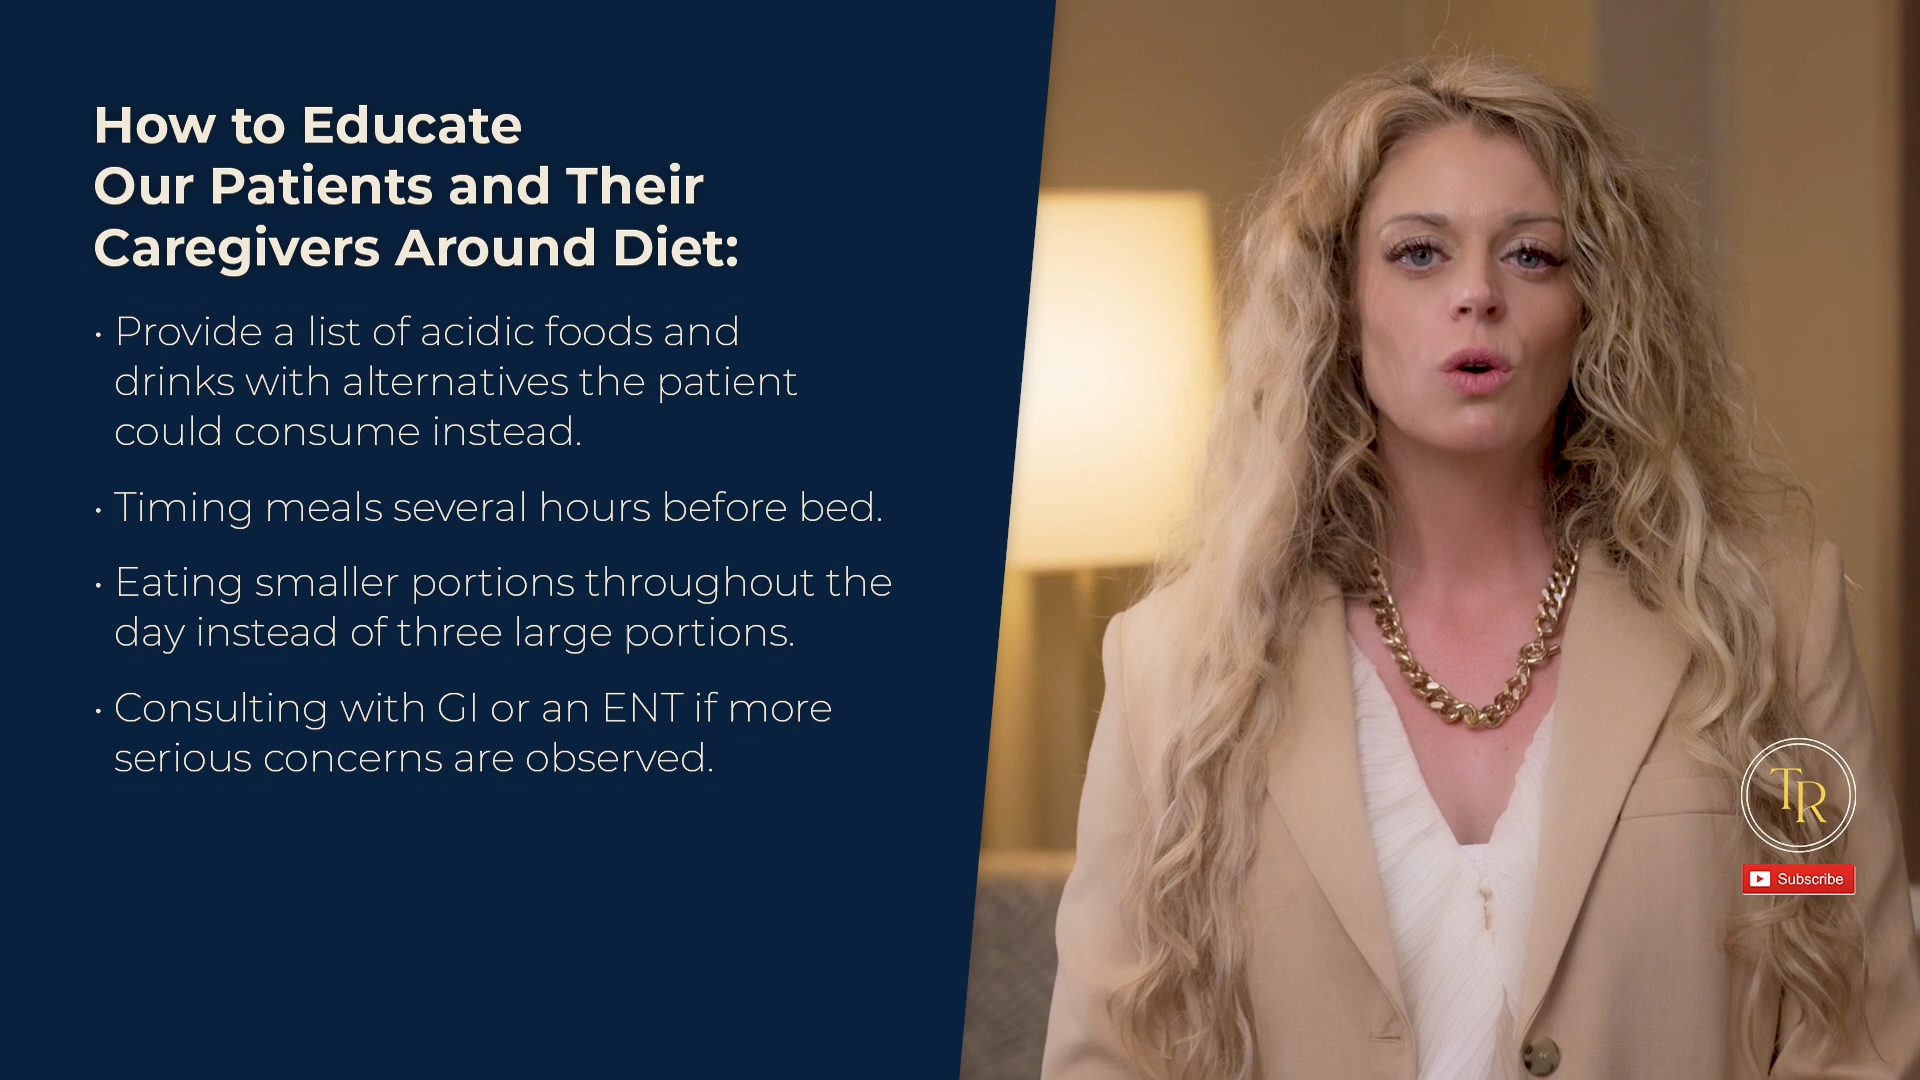 How to Educate
Our Patients and Their
Caregivers Around Diet:
• Provide a list of acidic foods and
drinks with alternatives the patient
could consume instead.
• Timing meals several hours before bed.
• Eating smaller portions throughout the
day instead of three large portions.
• Consulting with GI or an ENT if more
serious concerns are observed.
TR
Subscribe